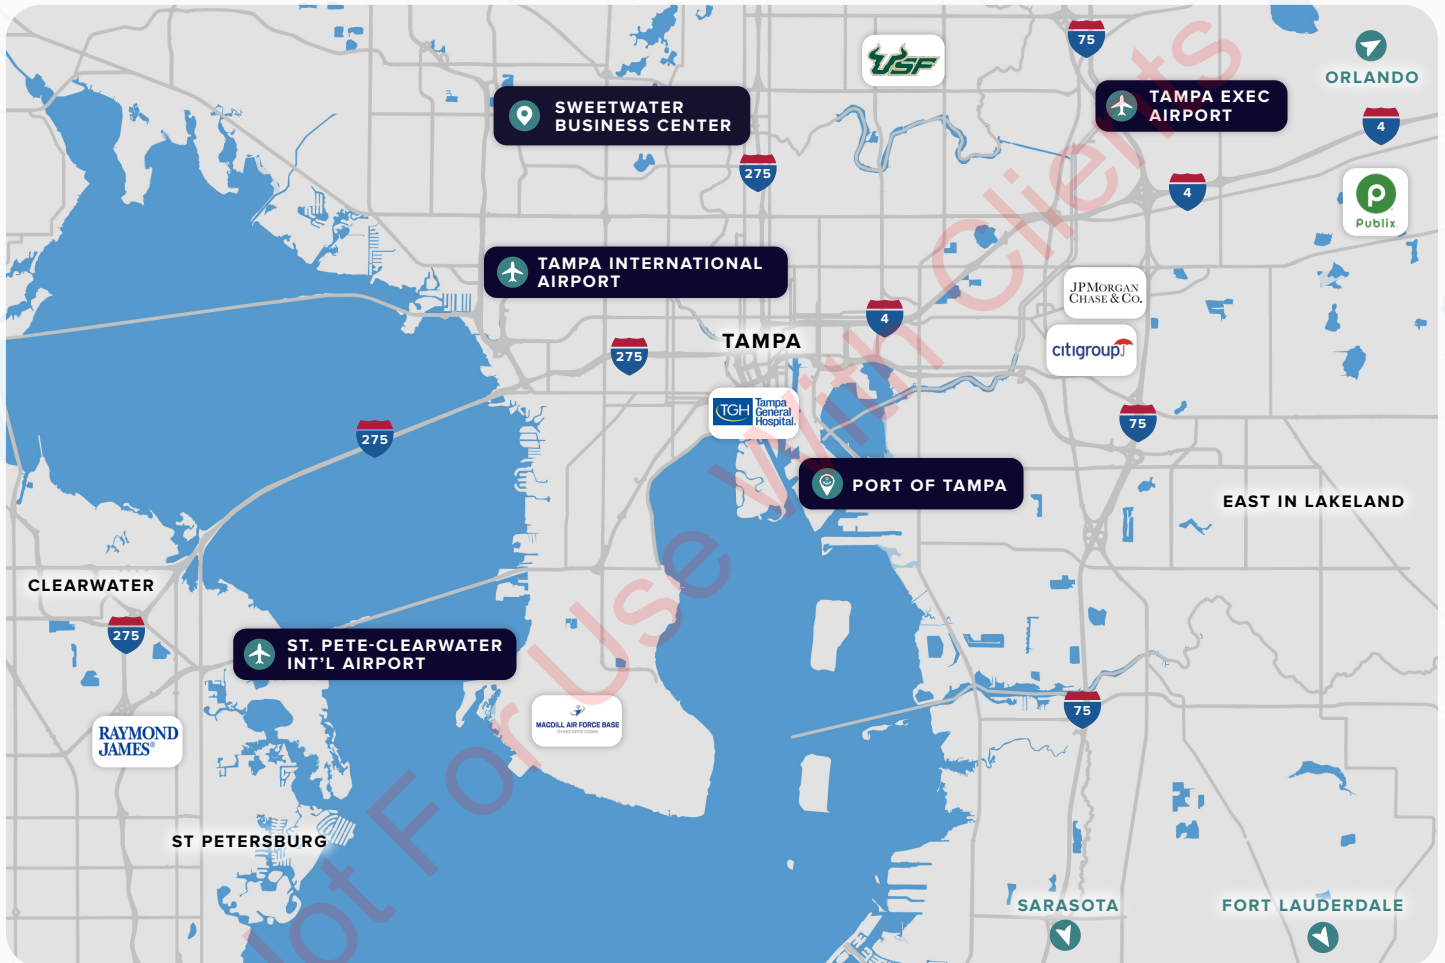 75
USF
ORLANDO
SWEETWATER
BUSINESS CENTER
TAMPA EXEC
AIRPORT
4
275
4
Publix.
TAMPA INTERNATIONAL
AIRPORT
JPMORGAN
CHASE & CO.
4
TAMPA
275
citigroup
TGH Tampa
General
Hospital.
75
275
PORT OF TAMPA
EAST IN LAKELAND
CLEARWATER
275
ST. PETE-CLEARWATER
INT'L AIRPORT
75
MACDILL AIR FORCE BASE
RAYMOND
JAMES®
ST PETERSBURG
SARASOTA
FORT LAUDERDALE
Not For Use With Clients